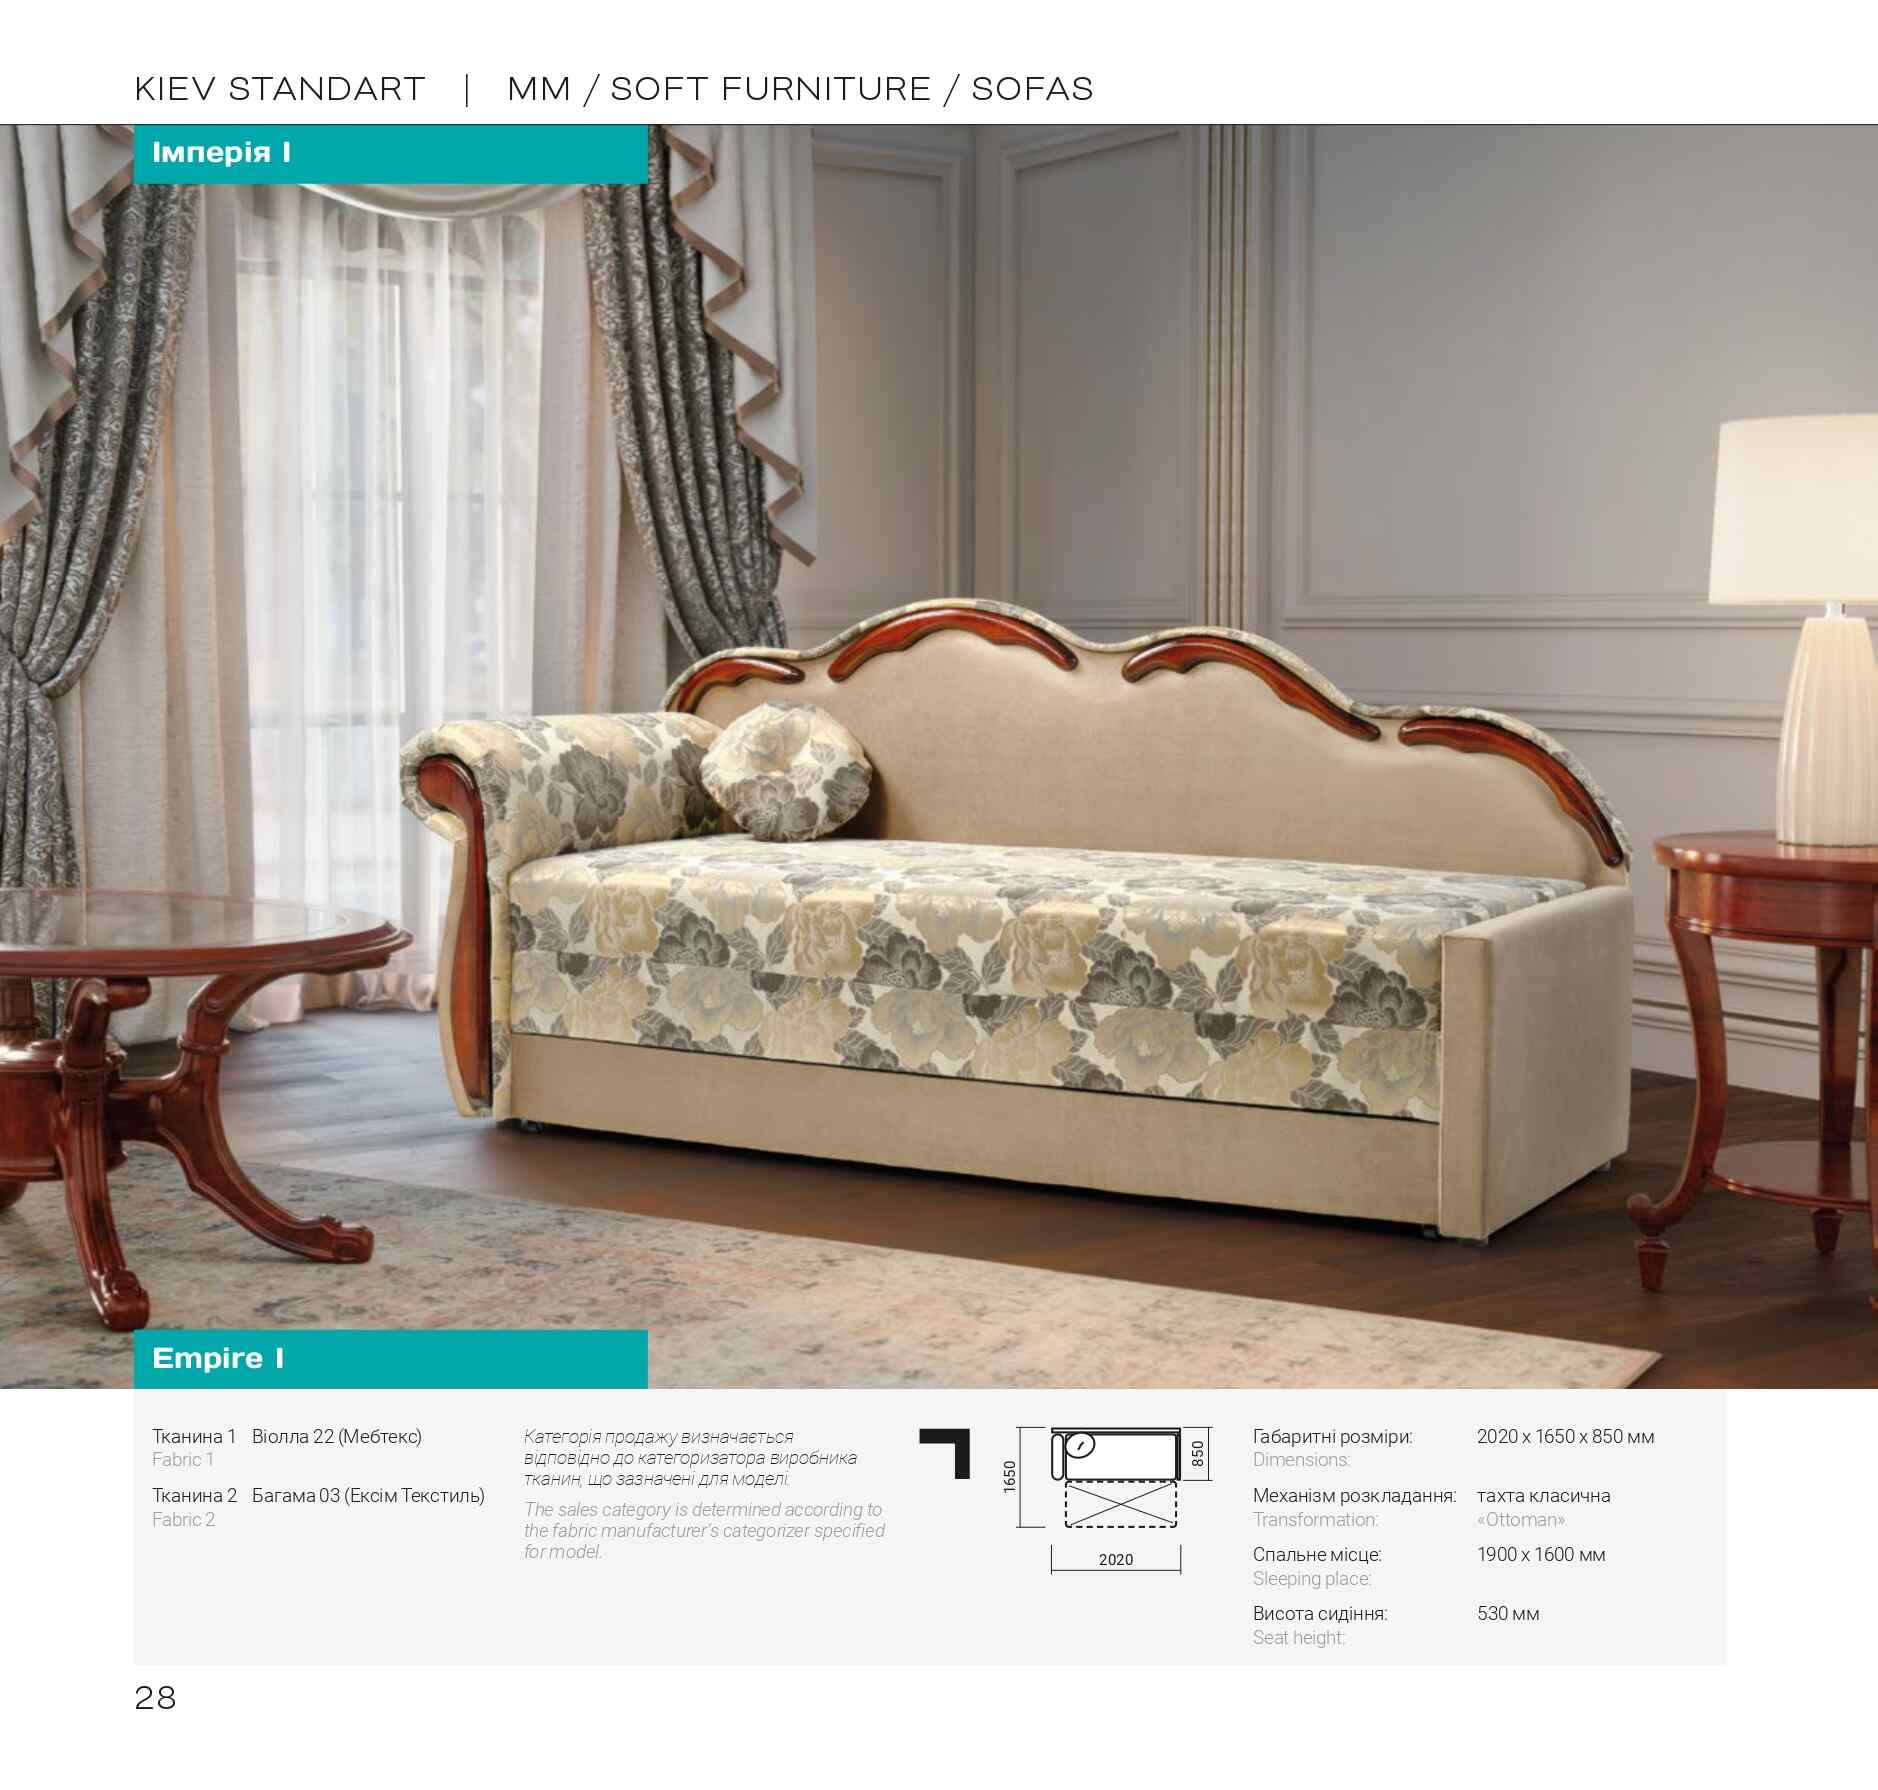 KIEV STANDART | MM / SOFT FURNITURE / SOFAS
Імперія I
Empire I
Тканина 1 Віолла 22 (Мебтекс)
Fabric 1
Тканина 2 Багама 03 (Ексім Текстиль)
Fabric 2
Категорія продажу визначається
відповідно до категоризатора виробника
тканин, що зазначені для моделі.
The sales category is determined according to
the fabric manufacturer's categorizer specified
for model.
1650
850
2020
Габаритні розміри: 2020 x 1650 x 850 мм
Dimensions:
Механізм розкладання: тахта класична
Transformation: «Ottoman»
Спальне місце: 1900 x 1600 мм
Sleeping place:
Висота сидіння: 530 мм
Seat height:
28